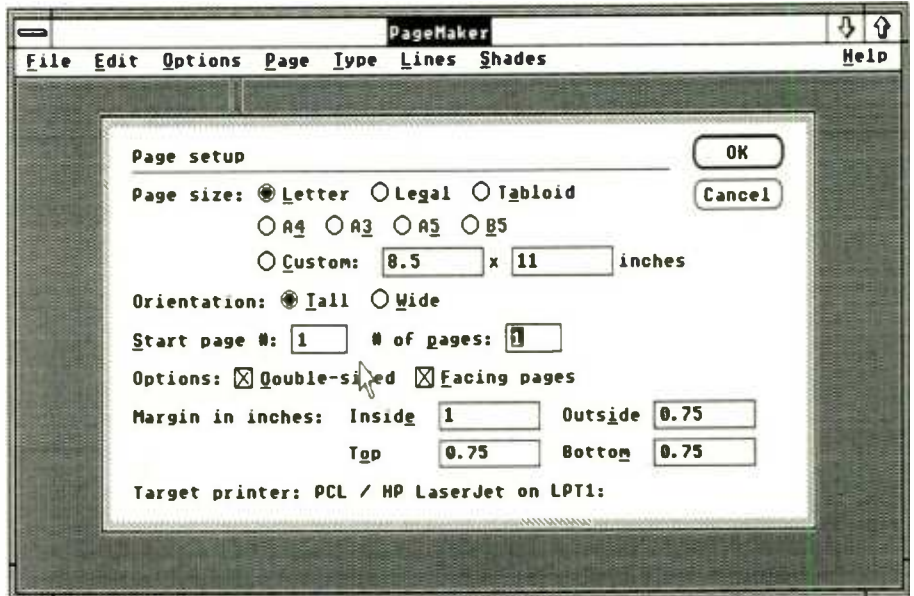 PageMaker
File Edit Options Page Type Lines Shades Help
Page setup OK
Page size: Letter Legal Tabloid Cancel
A4 A3 A5 B5
Custom: 8.5 x 11 inches
Orientation: Tall Wide
Start page #: 1 # of pages: 1
Options: Double-sided Facing pages
Margin in inches: Inside 1 Outside 0.75
Top 0.75 Bottom 0.75
Target printer: PCL / HP LaserJet on LPT1: